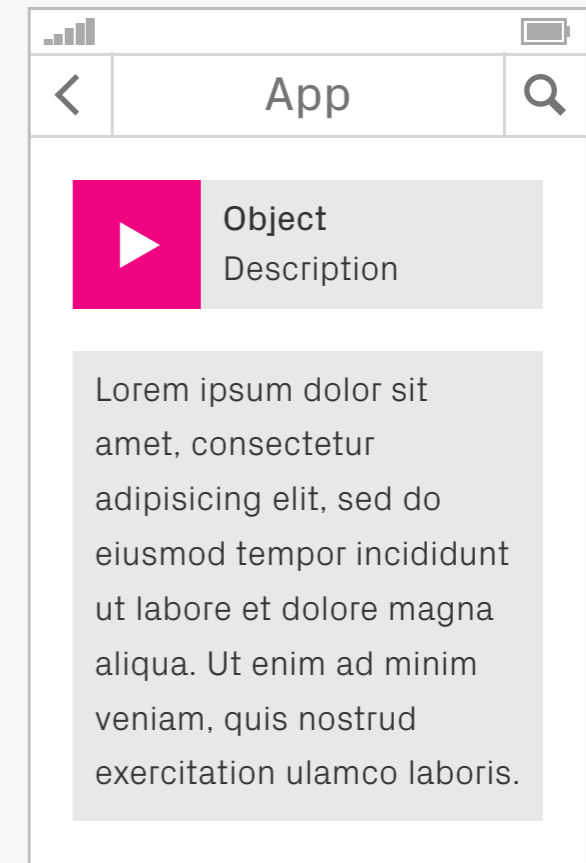 App
Object
Description
Lorem ipsum dolor sit
amet, consectetur
adipisicing elit, sed do
eiusmod tempor incididunt
ut labore et dolore magna
aliqua. Ut enim ad minim
veniam, quis nostrud
exercitation ulamco laboris.